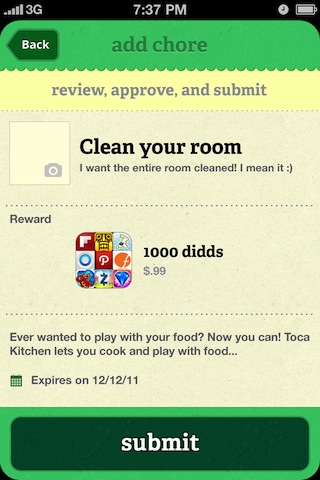 3G 7:37 PM
Back
add chore
review, approve, and submit
Clean your room
I want the entire room cleaned! I mean it :)
Reward
1000 didds
$.99
Ever wanted to play with your food? Now you can! Toca
Kitchen lets you cook and play with food...
Expires on 12/12/11
submit